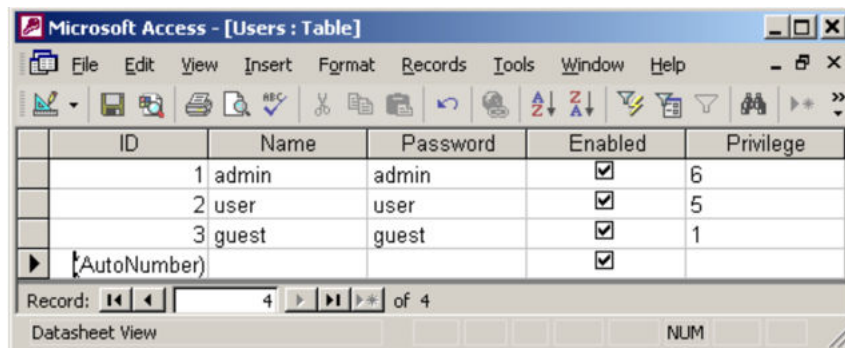 Microsoft Access - [Users : Table]
File Edit View Insert Format Records Tools Window Help
ABC A Z Z A
ID Name Password Enabled Privilege
1 admin admin 6
2 user user 5
3 guest guest 1
(AutoNumber)
Record: 4 of 4
Datasheet View NUM